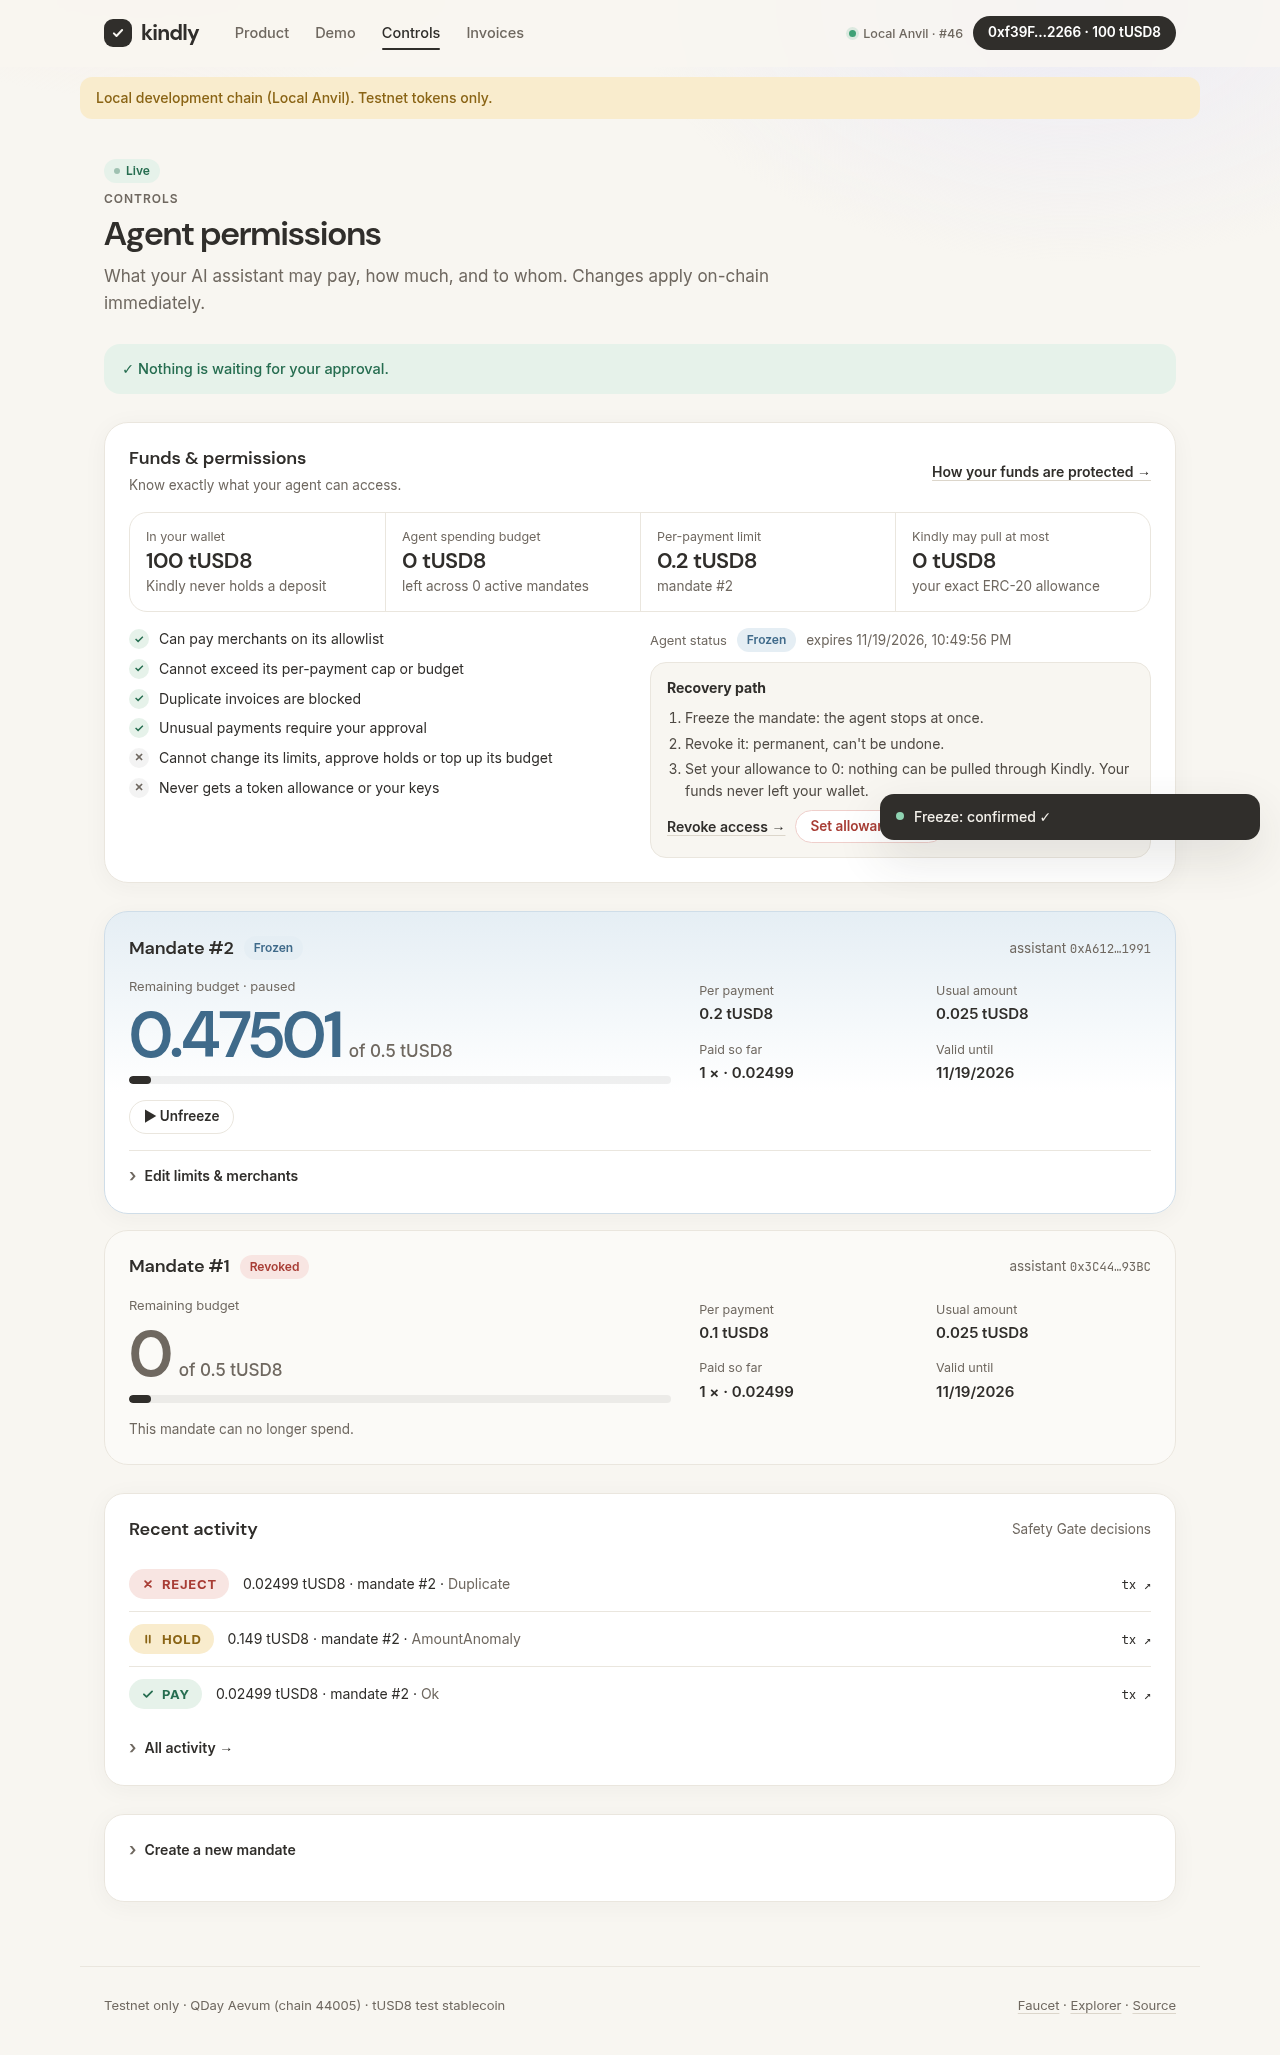 kindly
Product
Demo
Controls
Invoices
Local Anvil · #46
0xf39F…2266 · 100 tUSD8
Local development chain (Local Anvil). Testnet tokens only.
Live
CONTROLS
Agent permissions
What your AI assistant may pay, how much, and to whom. Changes apply on-chain
immediately.
✓ Nothing is waiting for your approval.
Funds & permissions
Know exactly what your agent can access.
How your funds are protected →
In your wallet
100 tUSD8
Kindly never holds a deposit
Agent spending budget
0 tUSD8
left across 0 active mandates
Per-payment limit
0.2 tUSD8
mandate #2
Kindly may pull at most
0 tUSD8
your exact ERC-20 allowance
Can pay merchants on its allowlist
Cannot exceed its per-payment cap or budget
Duplicate invoices are blocked
Unusual payments require your approval
Cannot change its limits, approve holds or top up its budget
Never gets a token allowance or your keys
Agent status Frozen expires 11/19/2026, 10:49:56 PM
Recovery path
1. Freeze the mandate: the agent stops at once.
2. Revoke it: permanent, can't be undone.
3. Set your allowance to 0: nothing can be pulled through Kindly. Your
funds never left your wallet.
Revoke access →
Set
Freeze: confirmed ✓
Mandate #2 Frozen
assistant 0xA612…1991
Remaining budget · paused
0.47501 of 0.5 tUSD8
Per payment
0.2 tUSD8
Usual amount
0.025 tUSD8
Paid so far
1 × · 0.02499
Valid until
11/19/2026
▶ Unfreeze
› Edit limits & merchants
Mandate #1 Revoked
assistant 0x3C44…93BC
Remaining budget
0 of 0.5 tUSD8
Per payment
0.1 tUSD8
Usual amount
0.025 tUSD8
Paid so far
1 × · 0.02499
Valid until
11/19/2026
This mandate can no longer spend.
Recent activity
Safety Gate decisions
✕ REJECT 0.02499 tUSD8 · mandate #2 · Duplicate
tx ↗
HOLD 0.149 tUSD8 · mandate #2 · AmountAnomaly
tx ↗
✓ PAY 0.02499 tUSD8 · mandate #2 · Ok
tx ↗
› All activity →
› Create a new mandate
Testnet only · QDay Aevum (chain 44005) · tUSD8 test stablecoin
Faucet · Explorer · Source